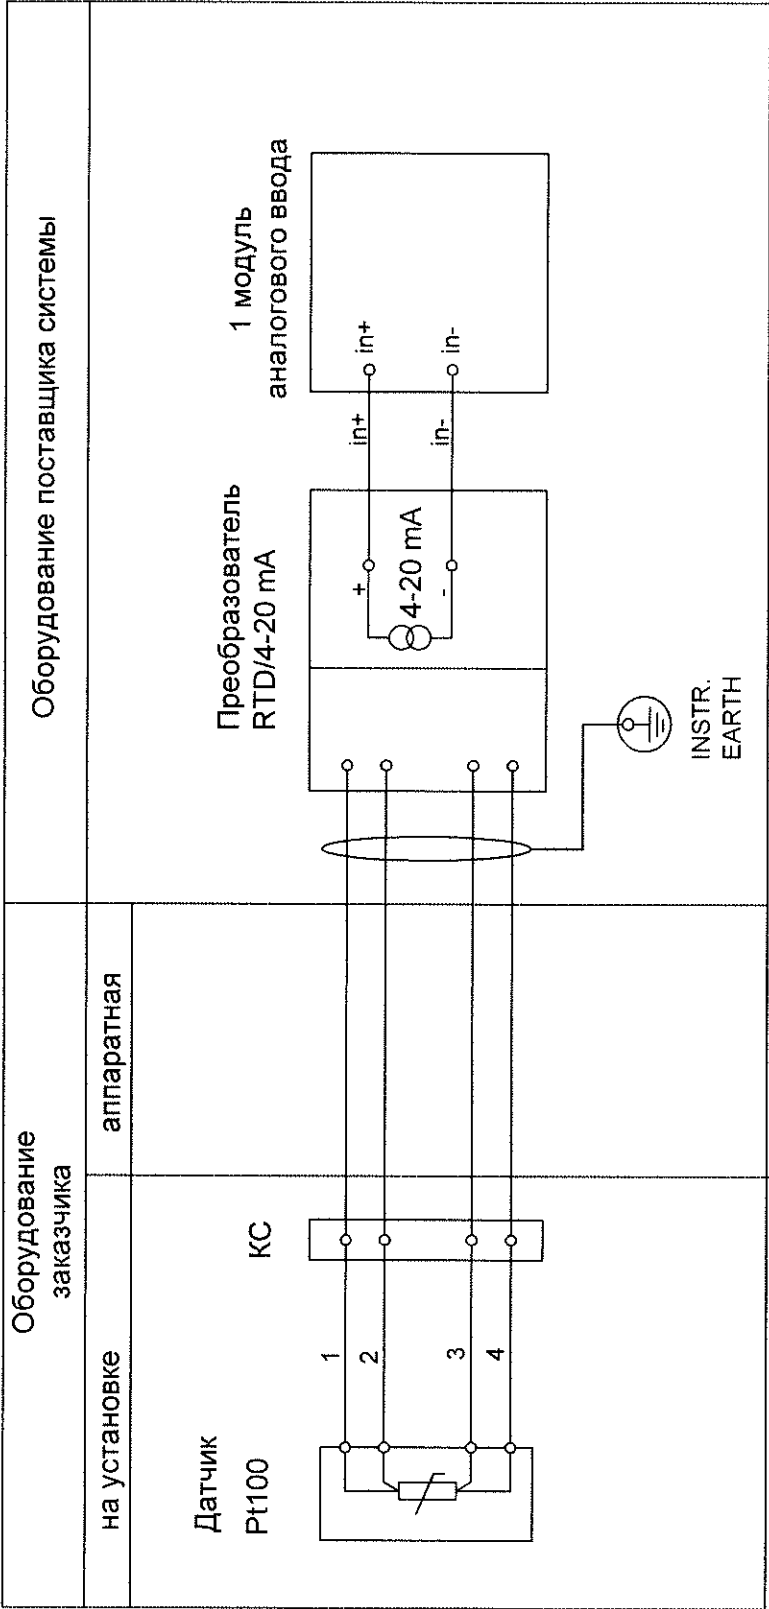 Оборудование
заказчика
Оборудование поставщика системы
на установке
аппаратная
Датчик
Pt100
КС
Преобразователь
RTD/4-20 mA
1 модуль
аналогового ввода
1
2
3
4
+
4-20 mA
-
in+
in-
in+
in-
INSTR.
EARTH